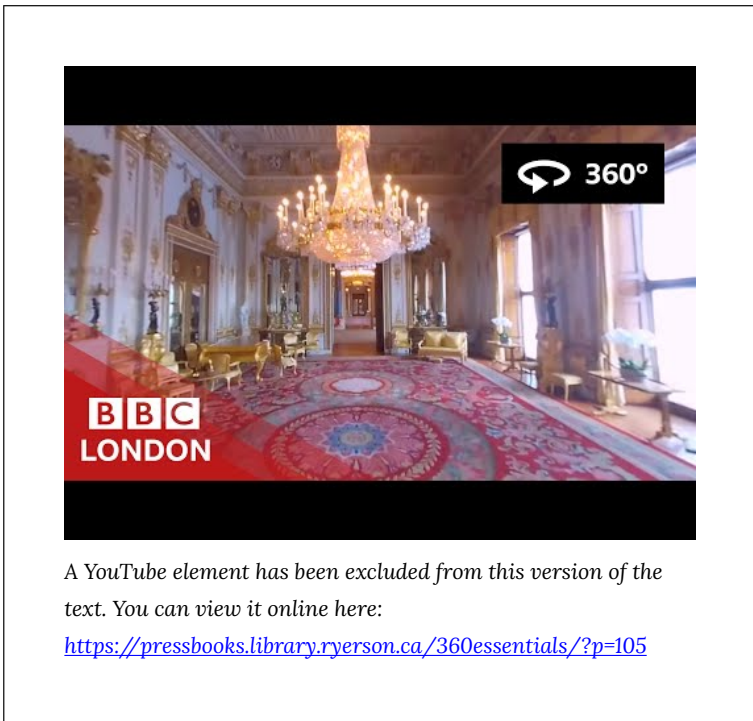 360º
BBC
LONDON
A YouTube element has been excluded from this version of the
text. You can view it online here:
https://pressbooks.library.ryerson.ca/360essentials/?p=105